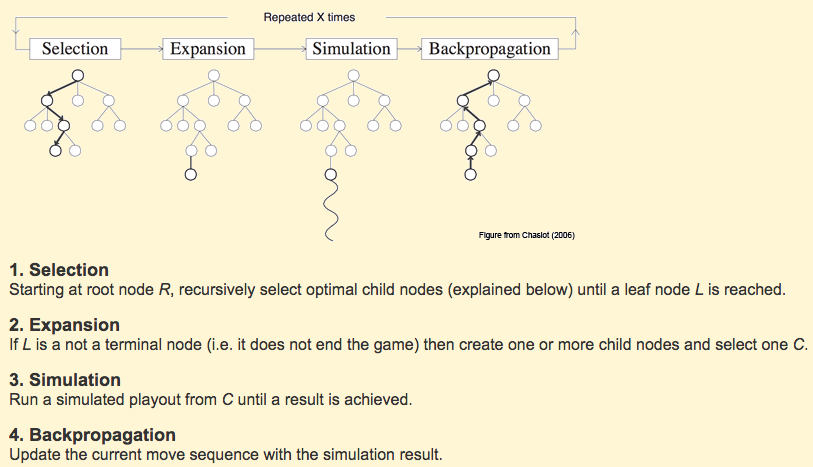 Repeated X times
Selection
Expansion
Simulation
Backpropagation
Figure from Chaslot (2006)
1. Selection
Starting at root node R, recursively select optimal child nodes (explained below) until a leaf node L is reached.
2. Expansion
If L is a not a terminal node (i.e. it does not end the game) then create one or more child nodes and select one C.
3. Simulation
Run a simulated playout from C until a result is achieved.
4. Backpropagation
Update the current move sequence with the simulation result.